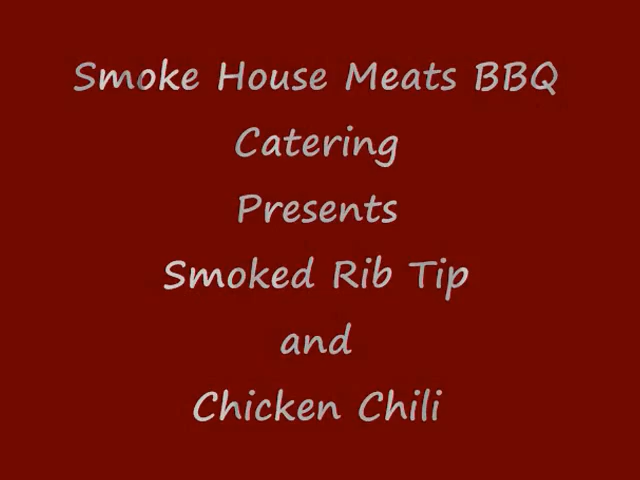 Smoke House Meats BBQ
Catering
Presents
Smoked Rib Tip
and
Chicken Chili